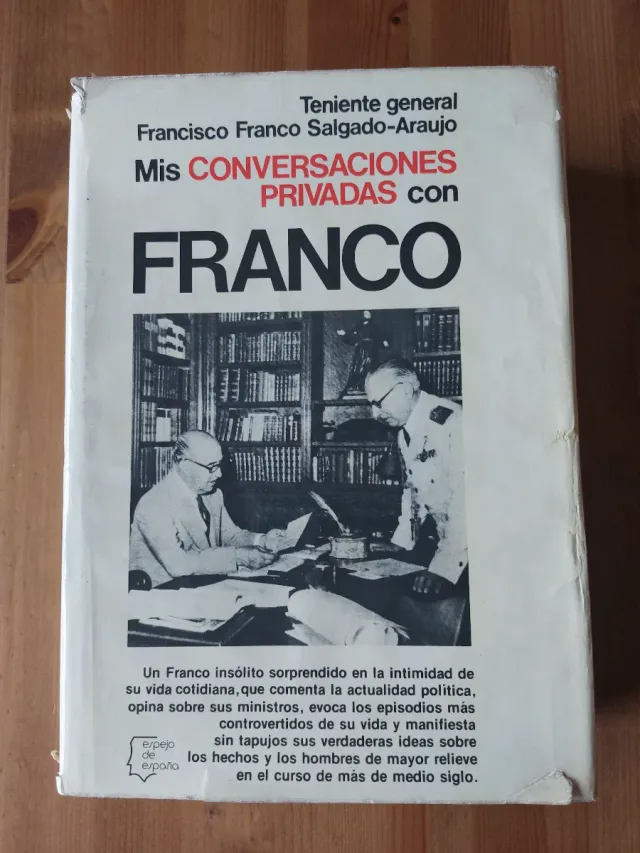 Teniente general
Francisco Franco Salgado-Araujo
Mis CONVERSACIONES
PRIVADAS con
FRANCO
Un Franco insólito sorprendido en la intimidad de
su vida cotidiana, que comenta la actualidad política,
opina sobre sus ministros, evoca los episodios más
controvertidos de su vida y manifiesta
sin tapujos sus verdaderas ideas sobre
los hechos y los hombres de mayor relieve
en el curso de más de medio siglo.
espejo
de
españa